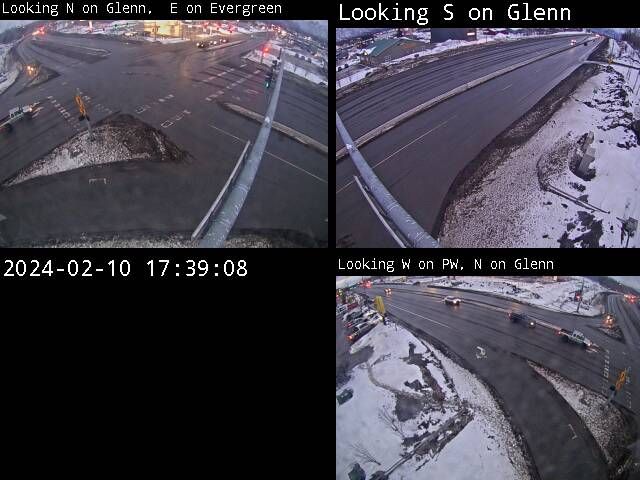 Looking N on Glenn,  E on Evergreen
Looking S on Glenn
2024-02-10 17:39:08
Looking W on PW, N on Glenn